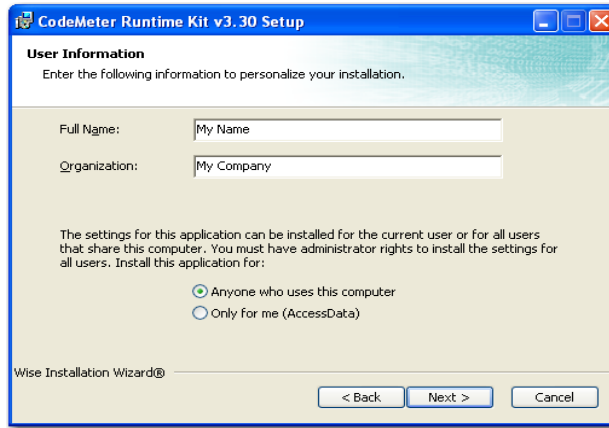 CodeMeter Runtime Kit v3.30 Setup
User Information
Enter the following information to personalize your installation.
Full Name:
My Name
Organization:
My Company
The settings for this application can be installed for the current user or for all users
that share this computer. You must have administrator rights to install the settings for
all users. Install this application for:
Anyone who uses this computer
Only for me (AccessData)
Wise Installation Wizard®
< Back
Next >
Cancel